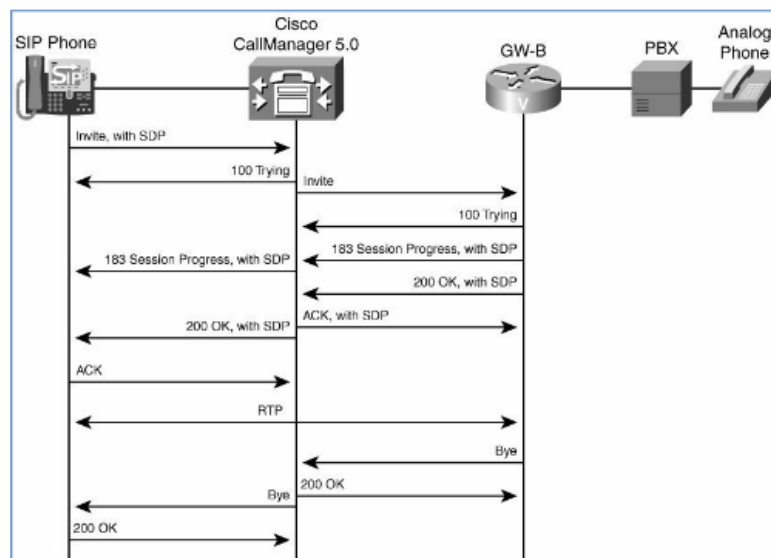 Cisco
CallManager 5.0
SIP Phone
GW-B
PBX
Analog
Phone
SIP
V
Invite, with SDP
100 Trying
Invite
100 Trying
183 Session Progress, with SDP
183 Session Progress, with SDP
200 OK, with SDP
ACK, with SDP
200 OK, with SDP
ACK
RTP
Bye
200 OK
Bye
200 OK